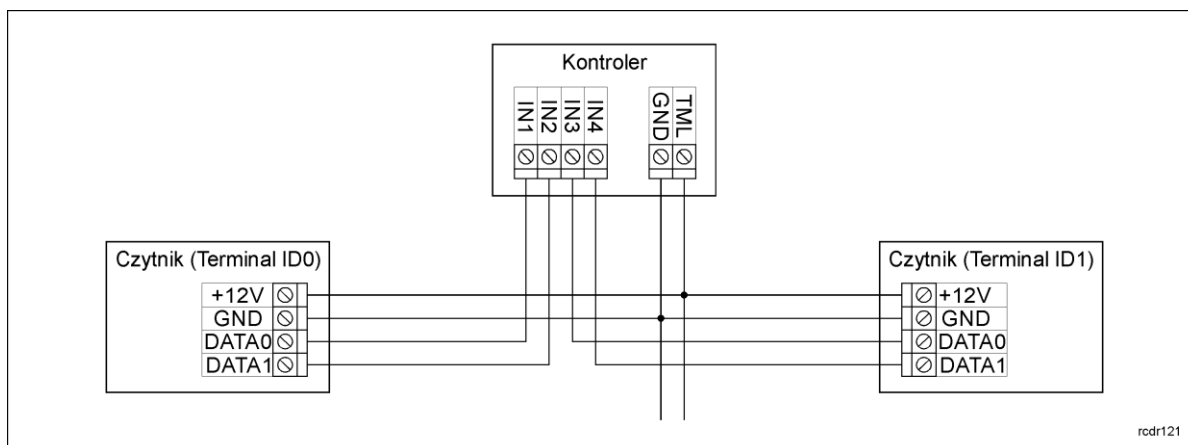 Kontroler
IN1
IN2
IN3
IN4
GND
TML
Czytnik (Terminal ID0)
+12V
GND
DATA0
DATA1
Czytnik (Terminal ID1)
+12V
GND
DATA0
DATA1
rcdr121